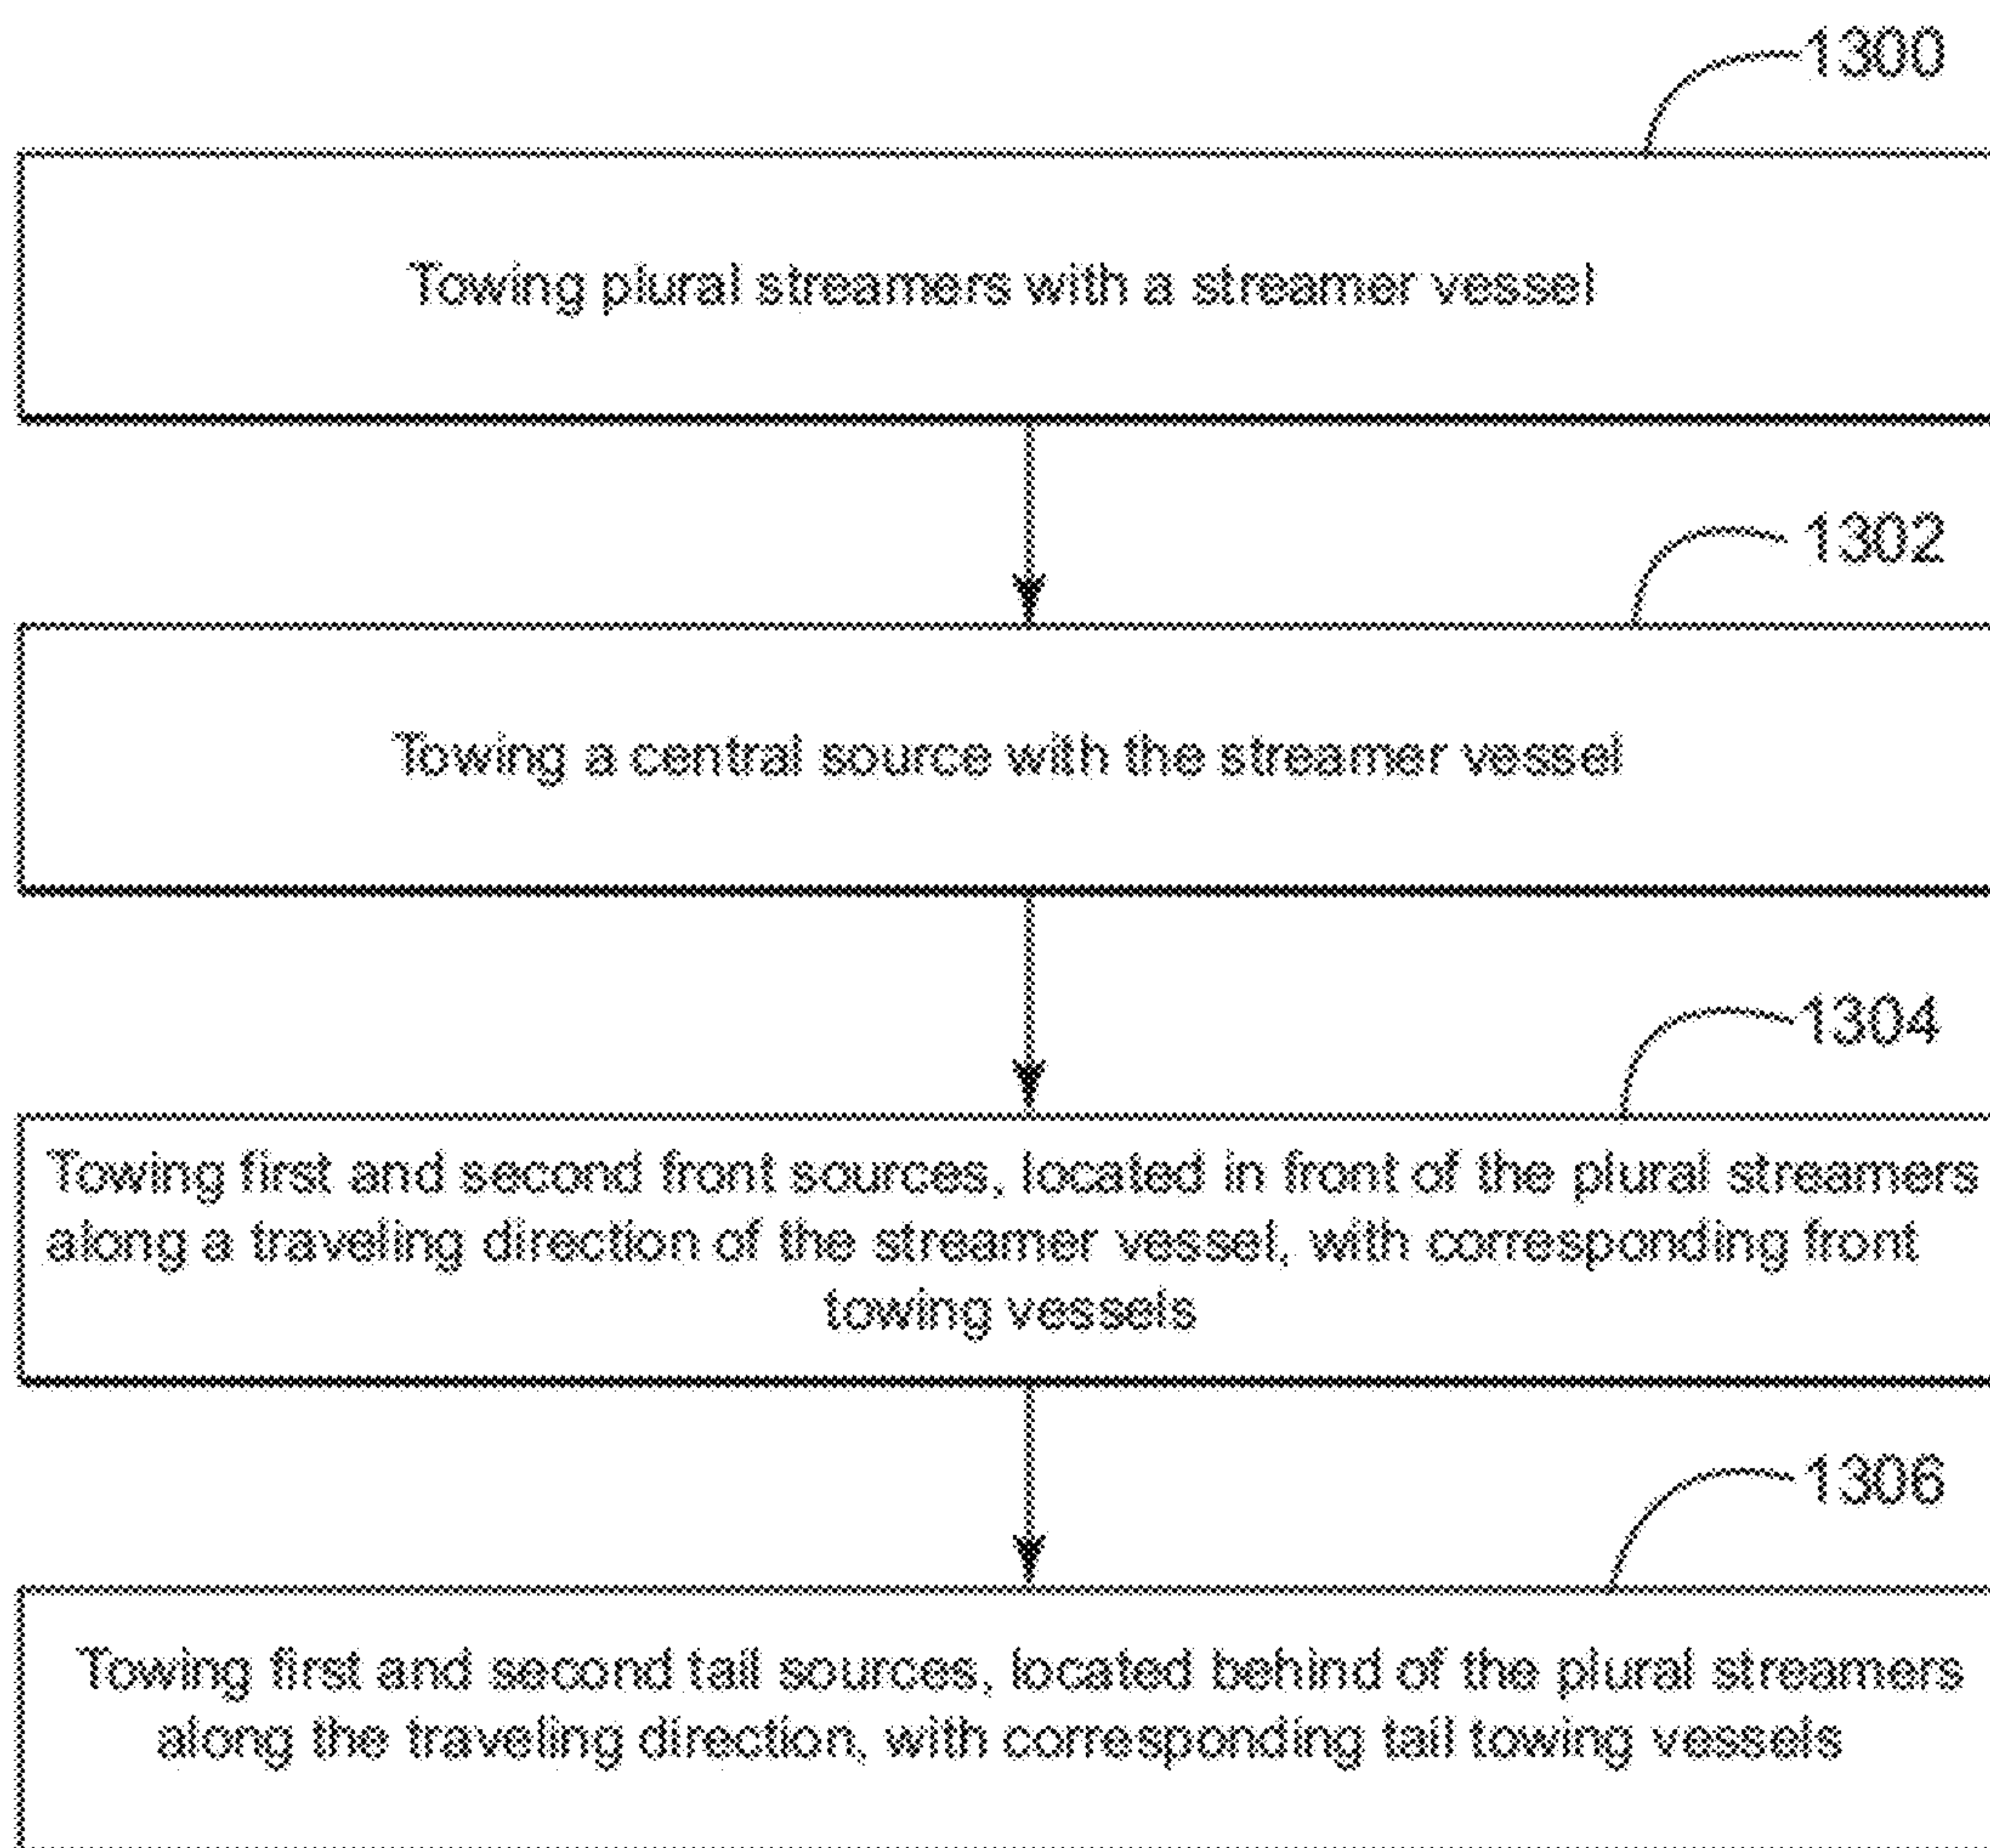 1300
Towing plural streamers with a streamer vessel
1302
Towing a central source with the streamer vessel
1304
Towing first and second front sources, located in front of the plural streamers
along a traveling direction of the streamer vessel, with corresponding front
towing vessels
1306
Towing first and second tail sources, located behind of the plural streamers
along the traveling direction, with corresponding tail towing vessels